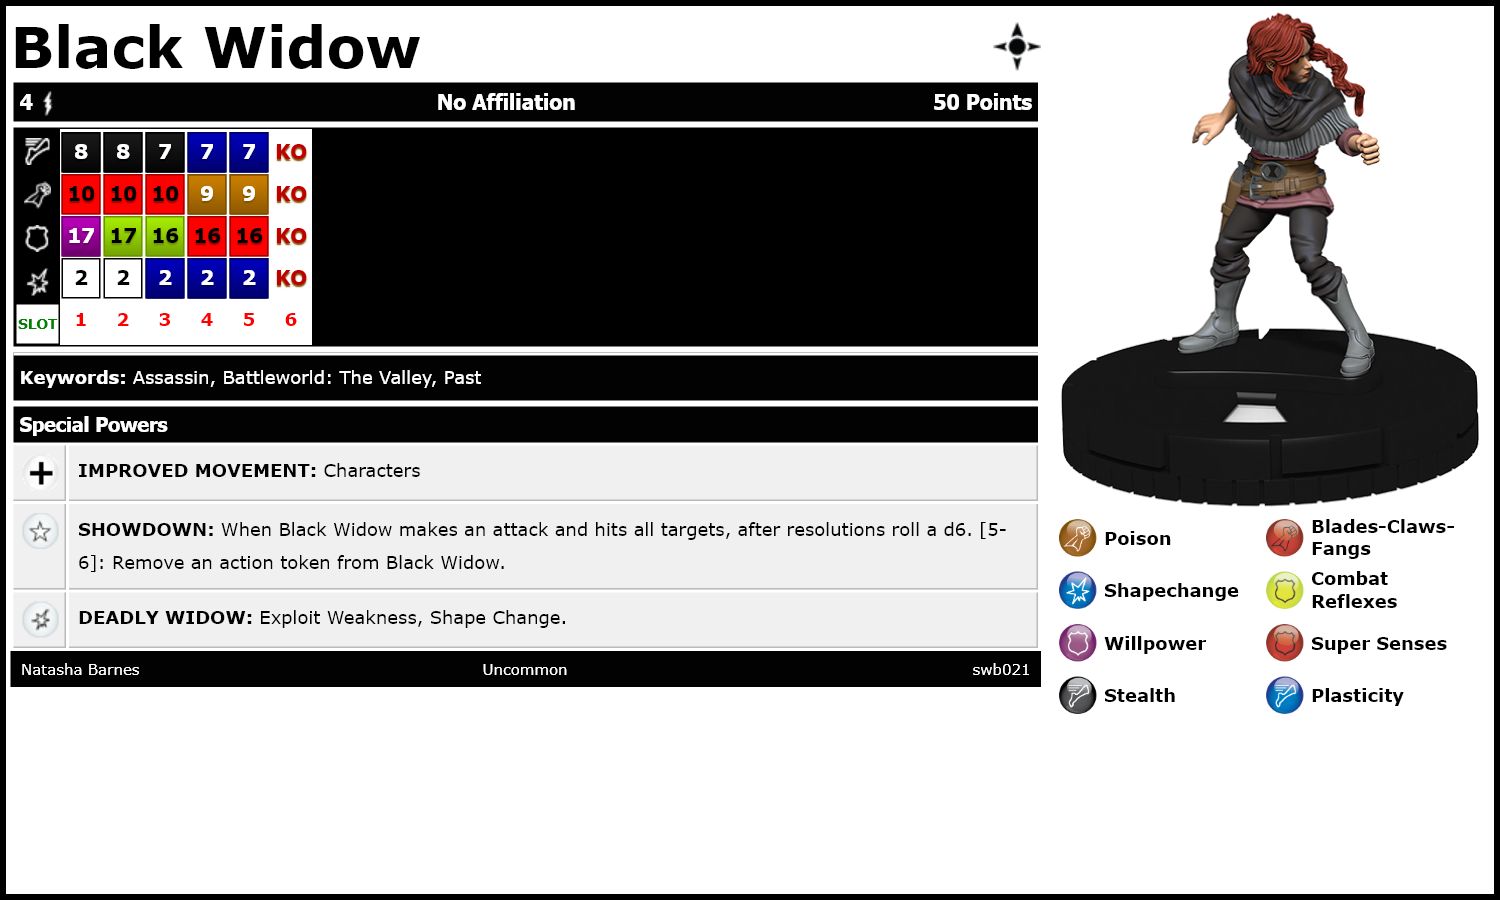 Black Widow
4 No Affiliation 50 Points
8 8 7 7 7 KO
10 10 10 9 9 KO
17 17 16 16 16 KO
2 2 2 2 2 KO
SLOT 1 2 3 4 5 6
Keywords: Assassin, Battleworld: The Valley, Past
Special Powers
IMPROVED MOVEMENT: Characters
SHOWDOWN: When Black Widow makes an attack and hits all targets, after resolutions roll a d6. [5-
6]: Remove an action token from Black Widow.
DEADLY WIDOW: Exploit Weakness, Shape Change.
Natasha Barnes Uncommon swb021
Poison
Blades-Claws-
Fangs
Shapechange
Combat
Reflexes
Willpower
Super Senses
Stealth
Plasticity